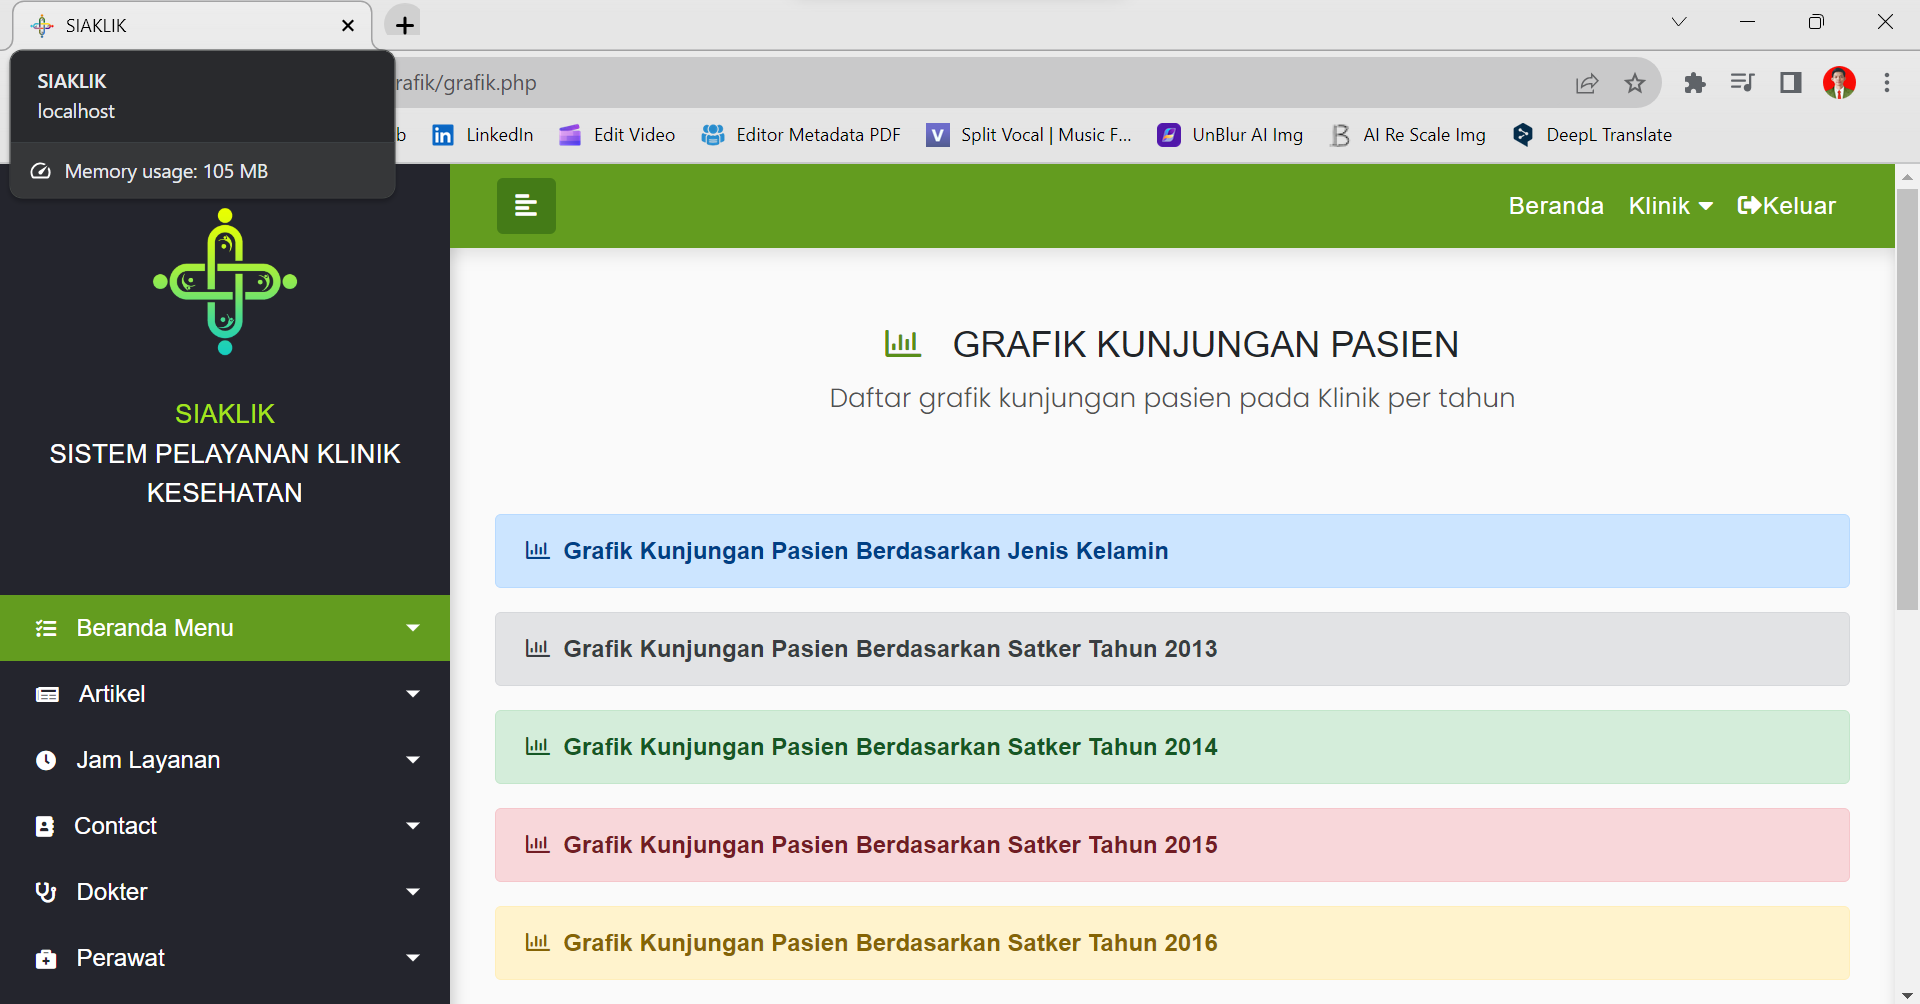 SIAKLIK
SIAKLIK
localhost
Memory usage: 105 MB
rafik/grafik.php
b
LinkedIn
Edit Video
Editor Metadata PDF
Split Vocal | Music F...
UnBlur AI Img
AI Re Scale Img
DeepL Translate
Beranda
Klinik
Keluar
SIAKLIK
SISTEM PELAYANAN KLINIK
KESEHATAN
Beranda Menu
Artikel
Jam Layanan
Contact
Dokter
Perawat
GRAFIK KUNJUNGAN PASIEN
Daftar grafik kunjungan pasien pada Klinik per tahun
Grafik Kunjungan Pasien Berdasarkan Jenis Kelamin
Grafik Kunjungan Pasien Berdasarkan Satker Tahun 2013
Grafik Kunjungan Pasien Berdasarkan Satker Tahun 2014
Grafik Kunjungan Pasien Berdasarkan Satker Tahun 2015
Grafik Kunjungan Pasien Berdasarkan Satker Tahun 2016